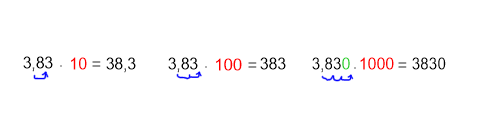 3,83 · 10 = 38,3 3,83 · 100 = 383 3,830 · 1000 = 3830